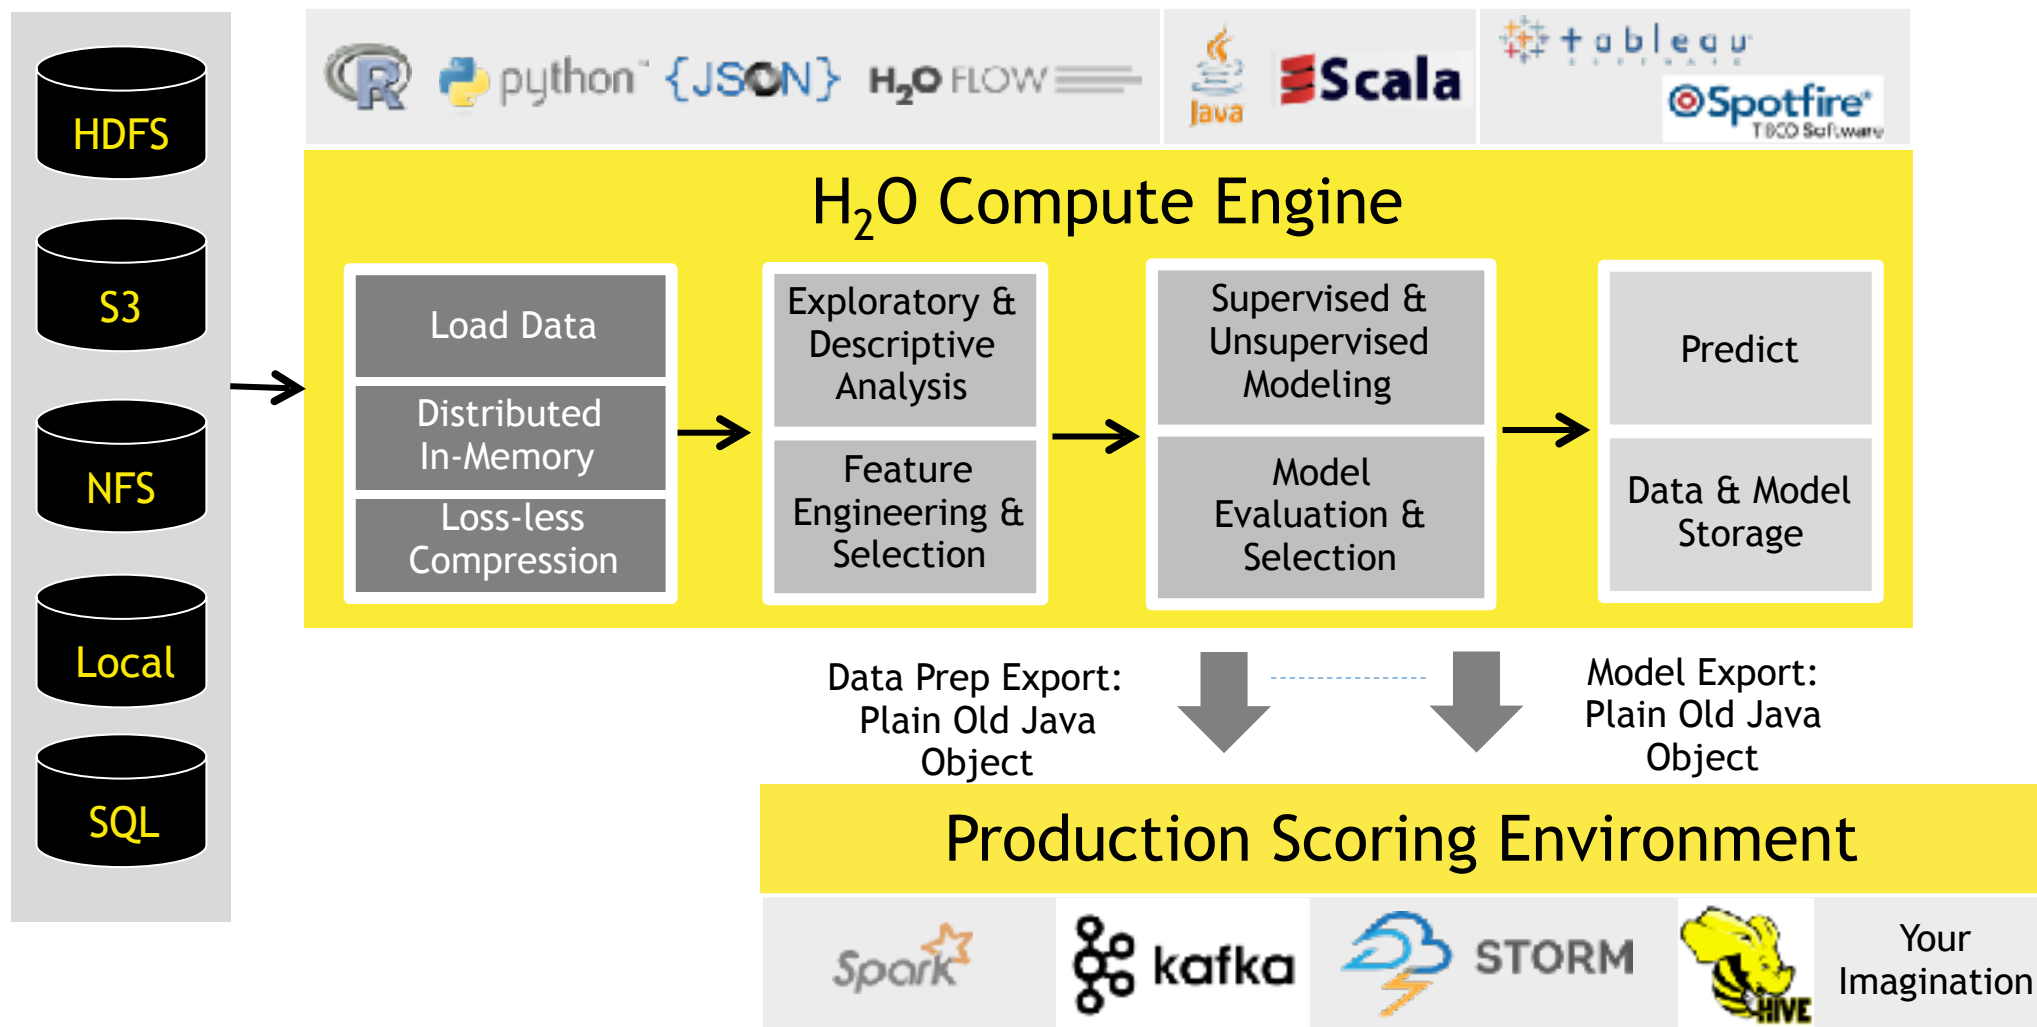 HDFS
S3
NFS
Local
SQL
R
python™
{JSON}
H2O FLOW
Java
Scala
+ableau
SOFTWARE
Spotfire®
TIBCO Software
H2O Compute Engine
Load Data
Distributed
In-Memory
Loss-less
Compression
Exploratory &
Descriptive
Analysis
Feature
Engineering &
Selection
Supervised &
Unsupervised
Modeling
Model
Evaluation &
Selection
Predict
Data & Model
Storage
Data Prep Export:
Plain Old Java
Object
Model Export:
Plain Old Java
Object
Production Scoring Environment
Spark
kafka
STORM
HIVE
Your
Imagination